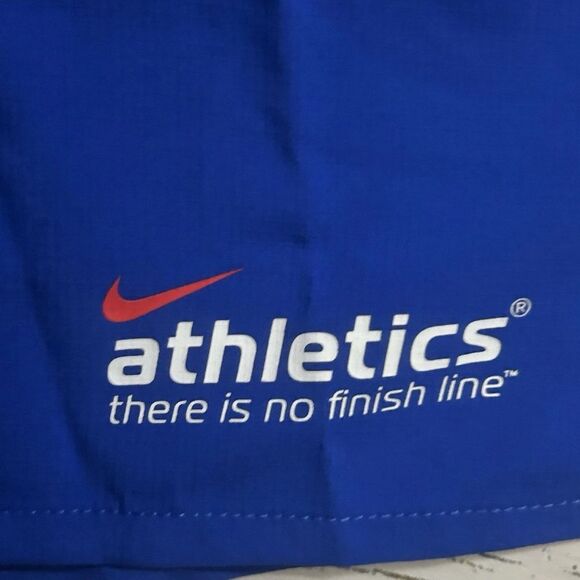 athletics®
there is no finish line™